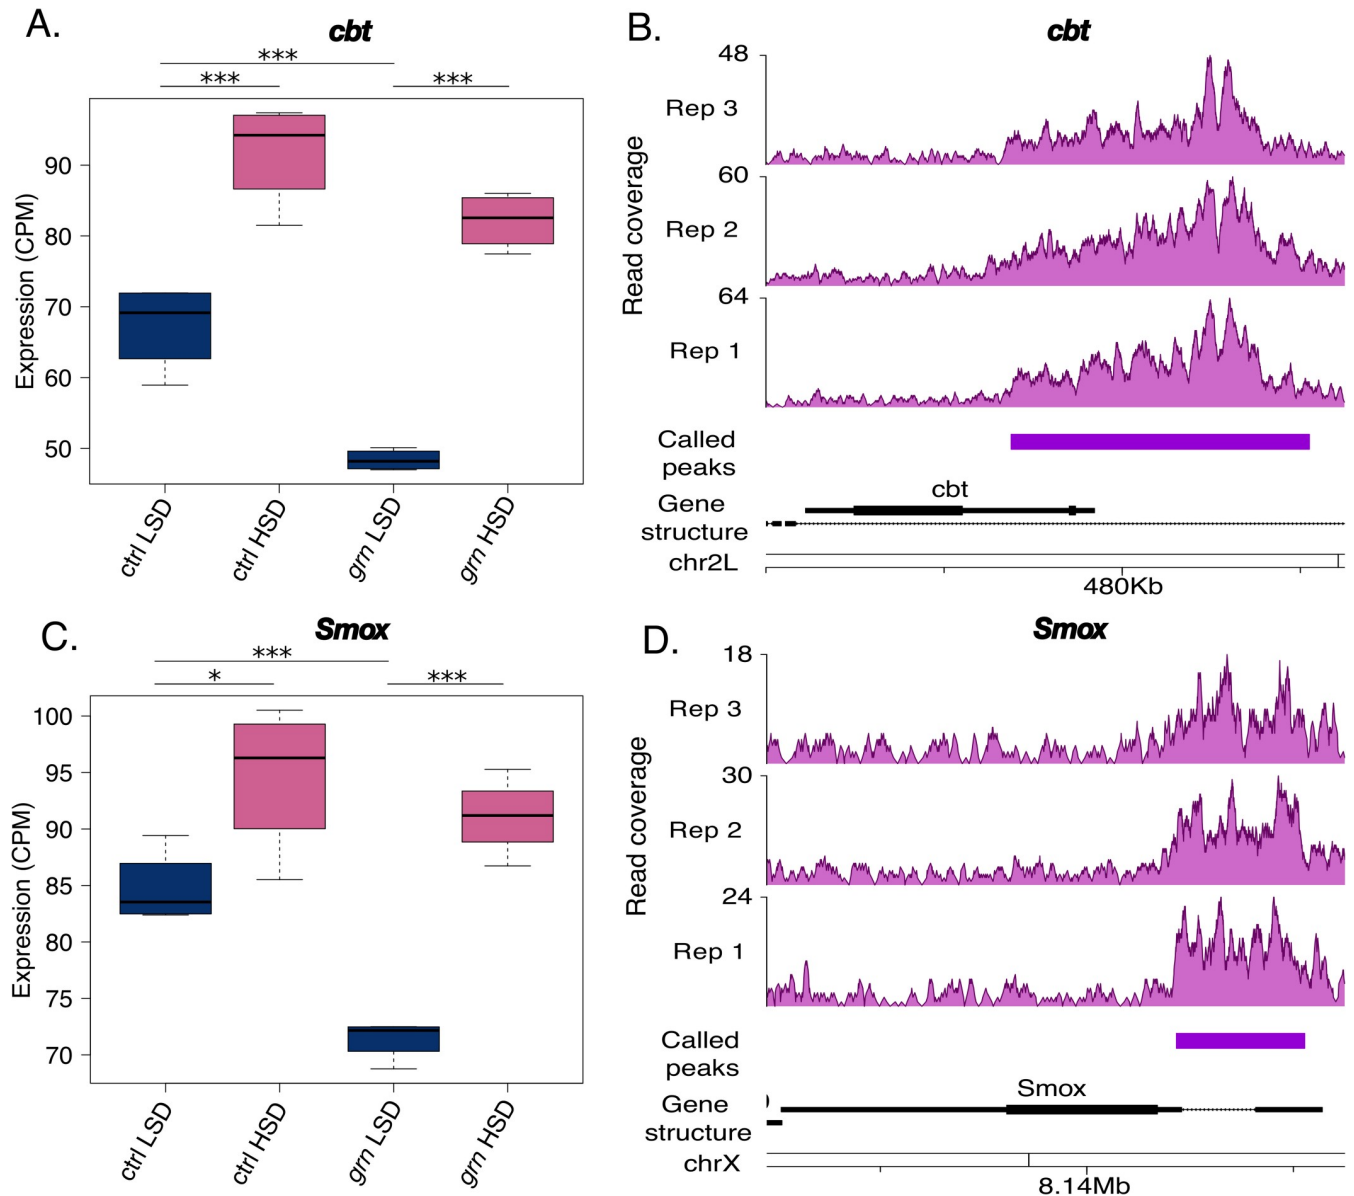 A.
cbt
***
***
***
Expression (CPM)
90
80
70
60
50
ctrl LSD
ctrl HSD
grn LSD
grn HSD
B.
cbt
Read coverage
48
Rep 3
60
Rep 2
64
Rep 1
Called
peaks
cbt
Gene
structure
chr2L
480Kb
C.
Smox
***
*
***
Expression (CPM)
100
95
90
85
80
75
70
ctrl LSD
ctrl HSD
grn LSD
grn HSD
D.
Smox
Read coverage
18
Rep 3
30
Rep 2
24
Rep 1
Called
peaks
Smox
Gene
structure
chrX
8.14Mb